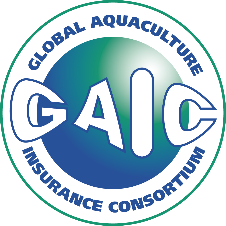 GLOBAL AQUACULTURE
GAIC
INSURANCE CONSORTIUM